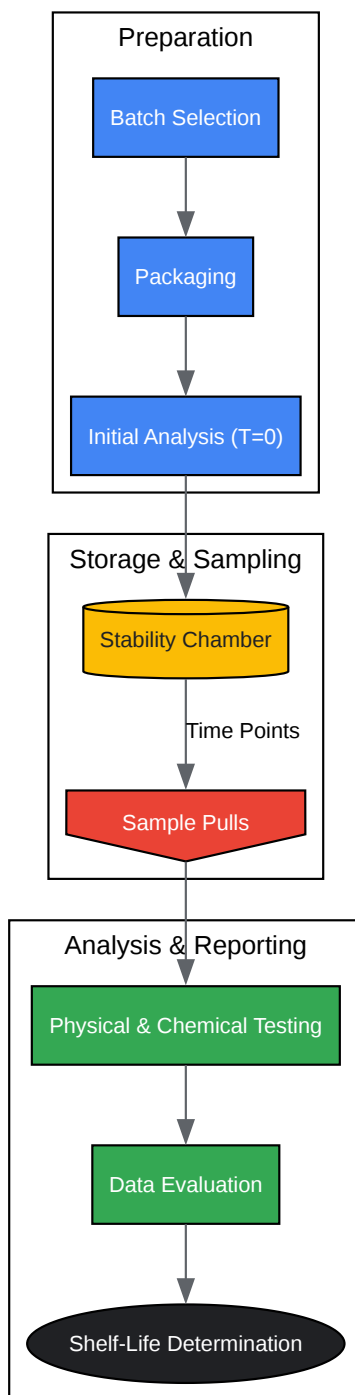 Preparation
Batch Selection
Packaging
Initial Analysis (T=0)
Storage & Sampling
Stability Chamber
Time Points
Sample Pulls
Analysis & Reporting
Physical & Chemical Testing
Data Evaluation
Shelf-Life Determination